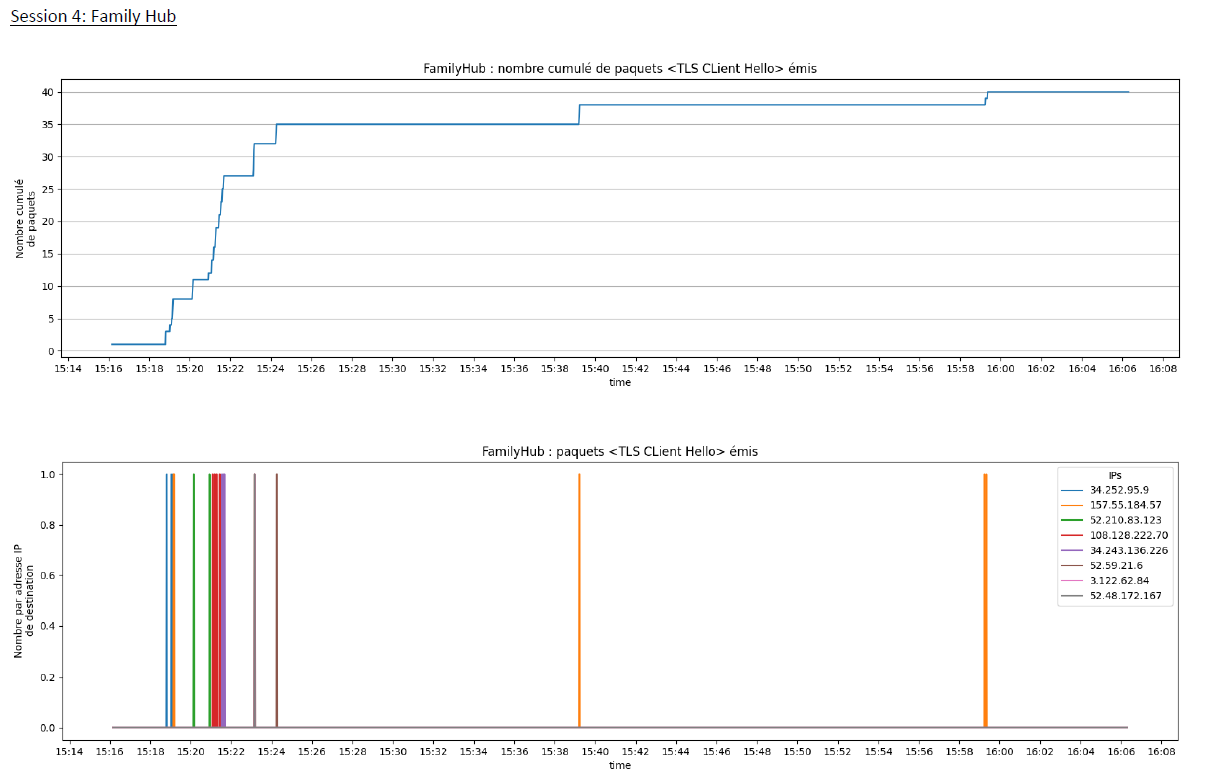 Session 4: Family Hub
FamilyHub : nombre cumulé de paquets <TLS CLient Hello> émis
Nombre cumulé
de paquets
40
35
30
25
20
15
10
5
0
15:14 15:16 15:18 15:20 15:22 15:24 15:26 15:28 15:30 15:32 15:34 15:36 15:38 15:40 15:42 15:44 15:46 15:48 15:50 15:52 15:54 15:56 15:58 16:00 16:02 16:04 16:06 16:08
time
FamilyHub : paquets <TLS CLient Hello> émis
Nombre par adresse IP
de destination
1.0
0.8
0.6
0.4
0.2
0.0
IPs
34.252.95.9
157.55.184.57
52.210.83.123
108.128.222.70
34.243.136.226
52.59.21.6
3.122.62.84
52.48.172.167
15:14 15:16 15:18 15:20 15:22 15:24 15:26 15:28 15:30 15:32 15:34 15:36 15:38 15:40 15:42 15:44 15:46 15:48 15:50 15:52 15:54 15:56 15:58 16:00 16:02 16:04 16:06 16:08
time